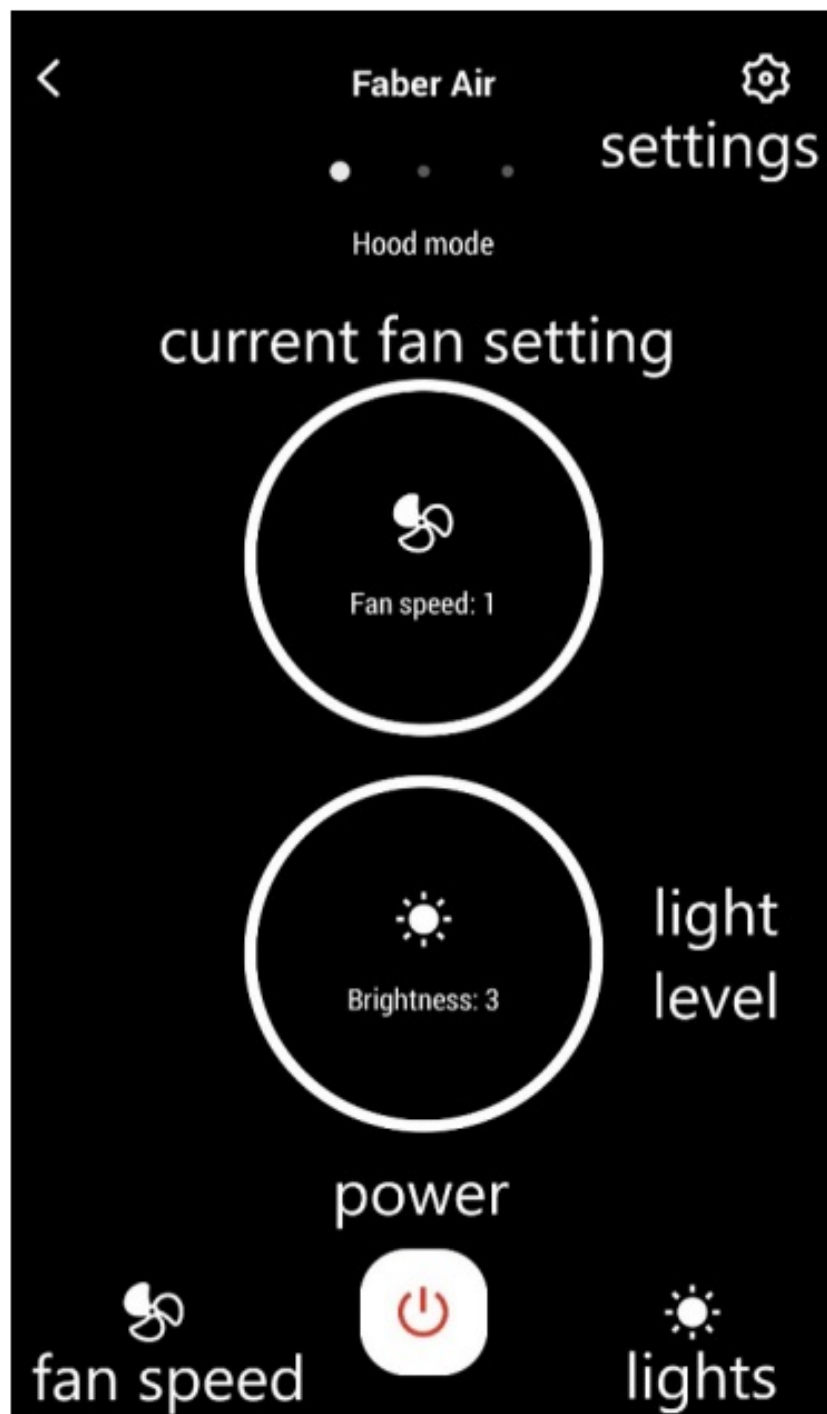 Faber Air
settings
Hood mode
current fan setting
Fan speed: 1
light
level
Brightness: 3
power
fan speed
lights